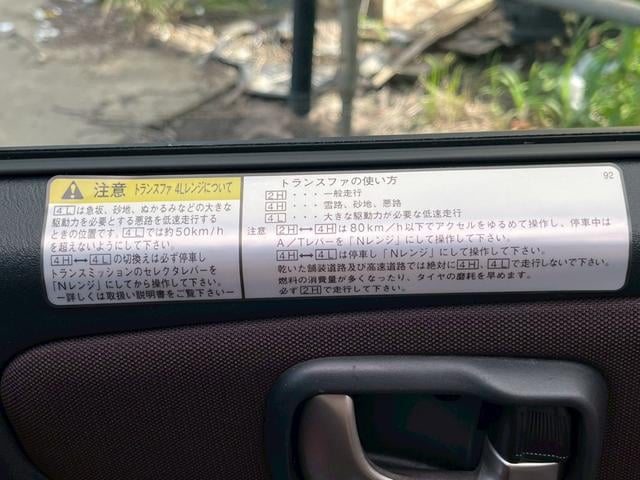 注意 トランスファ 4Lレンジについて
4Lは急坂、砂地、ぬかるみなどの大きな
駆動力を必要とする悪路を低速走行する
ときの位置です。4Lでは約50km/h
を超えないようにして下さい。
4H↔4Lの切換えは必ず停車し
トランスミッションのセレクタレバーを
「Nレンジ」にしてから操作して下さい。
ー詳しくは取扱い説明書をご覧下さいー
トランスファの使い方
92
2H・・・一般走行
4H・・・雪路、砂地、悪路
4L・・・大きな駆動力が必要な低速走行
注意 2H↔4Hは80km/h以下でアクセルをゆるめて操作し、停車中は
A/Tレバーを「Nレンジ」にして操作して下さい。
4H↔4Lは停車し「Nレンジ」にして操作して下さい。
乾いた舗装道路及び高速道路では絶対に4H、4Lで走行しないで下さい。
燃料の消費量が多くなったり、タイヤの磨耗を早めます。
必ず2Hで走行して下さい。